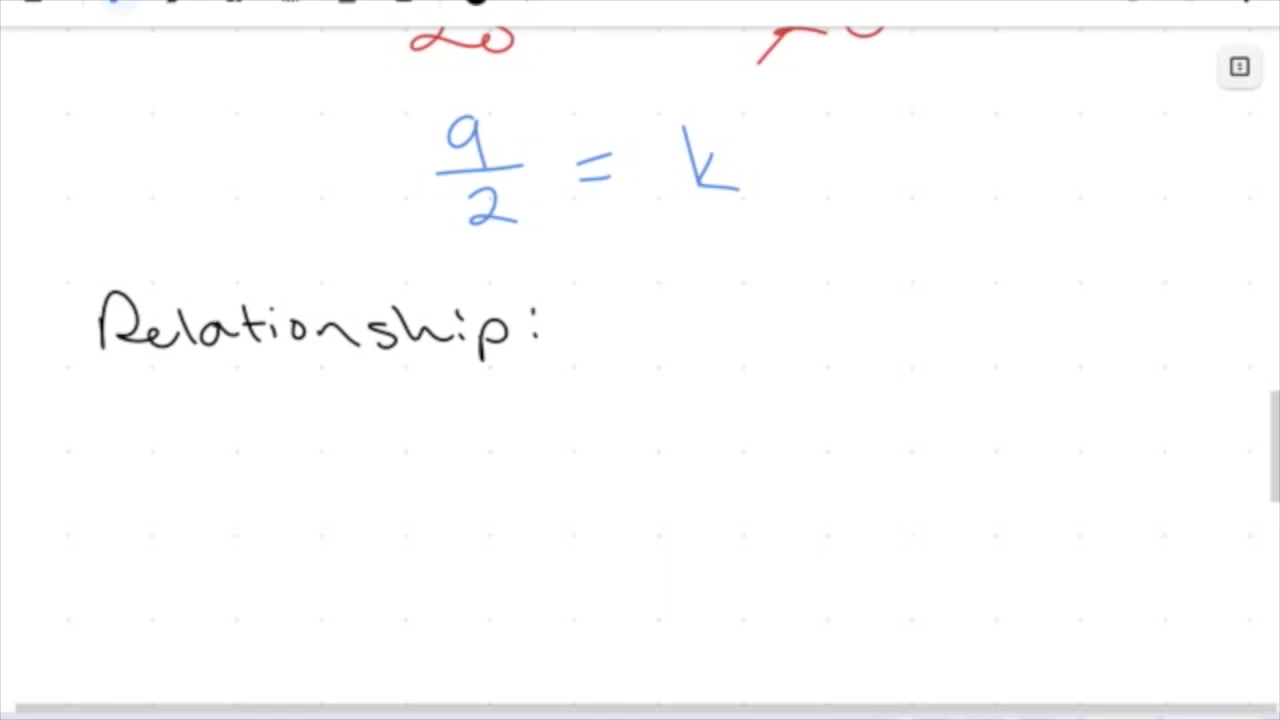 9/2 = k
Relationship: